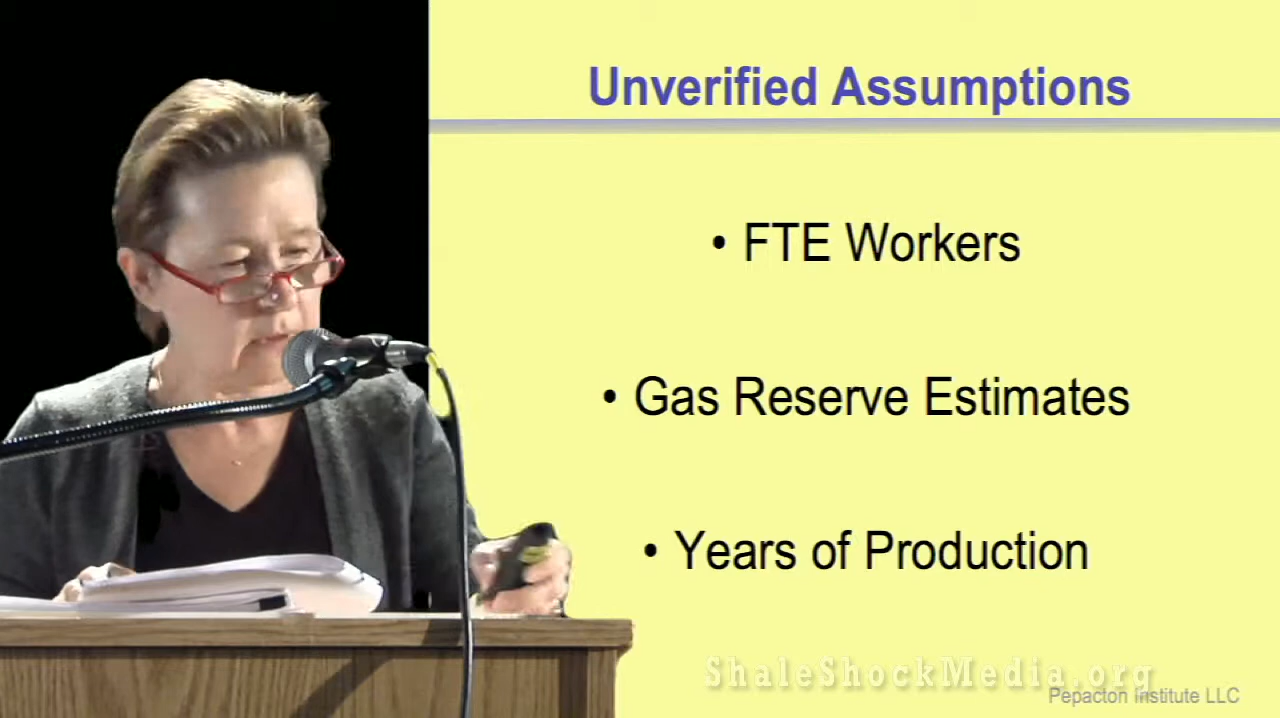 Unverified Assumptions
• FTE Workers
• Gas Reserve Estimates
• Years of Production
ShaleShockMedia.org
Pepacton Institute LLC